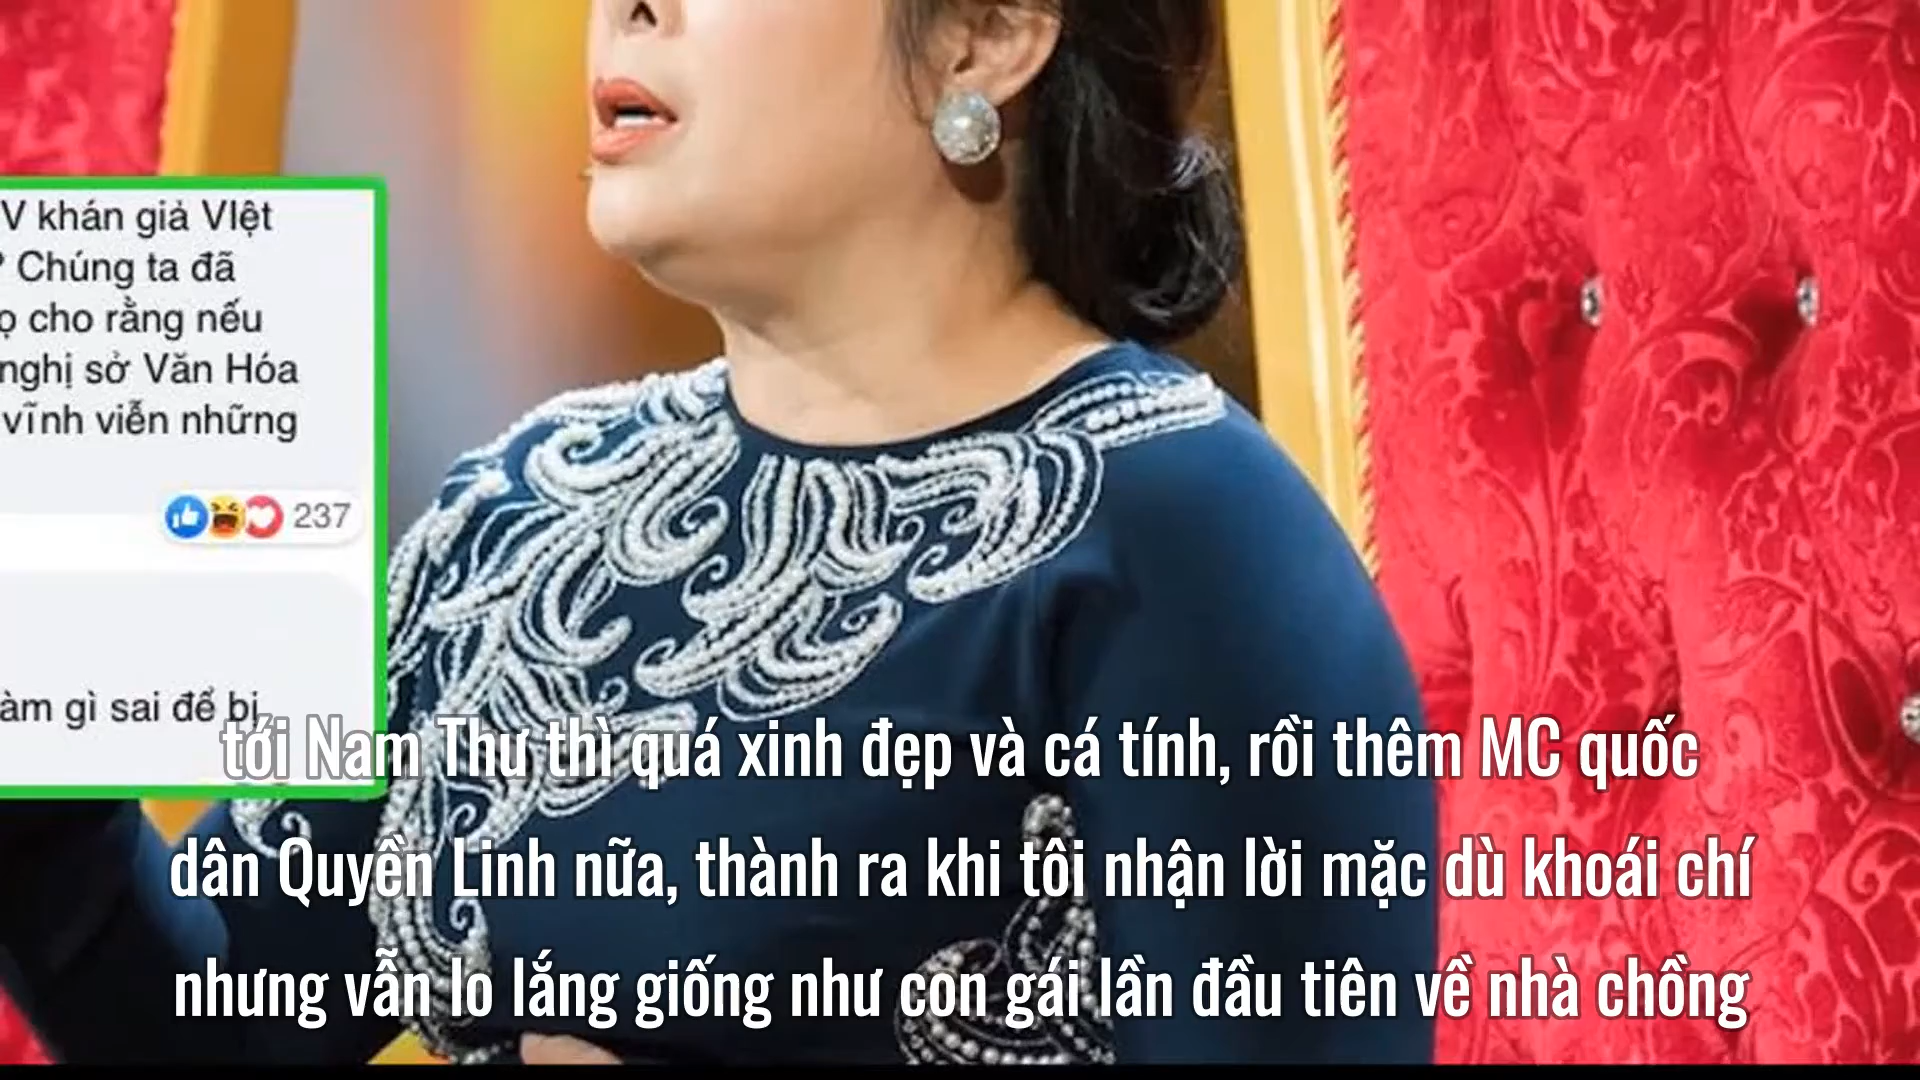 V khán giả VIệt
? Chúng ta đã
ọ cho rằng nếu
nghị sở Văn Hóa
vĩnh viễn những
237
àm gì sai để bị
tới Nam Thư thì quá xinh đẹp và cá tính, rồi thêm MC quốc
dân Quyền Linh nữa, thành ra khi tôi nhận lời mặc dù khoái chí
nhưng vẫn lo lắng giống như con gái lần đầu tiên về nhà chồng